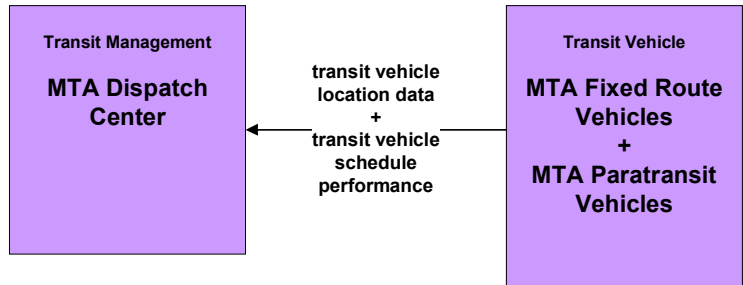 Transit Management
MTA Dispatch
Center
transit vehicle
location data
+
transit vehicle
schedule
performance
Transit Vehicle
MTA Fixed Route
Vehicles
+
MTA Paratransit
Vehicles